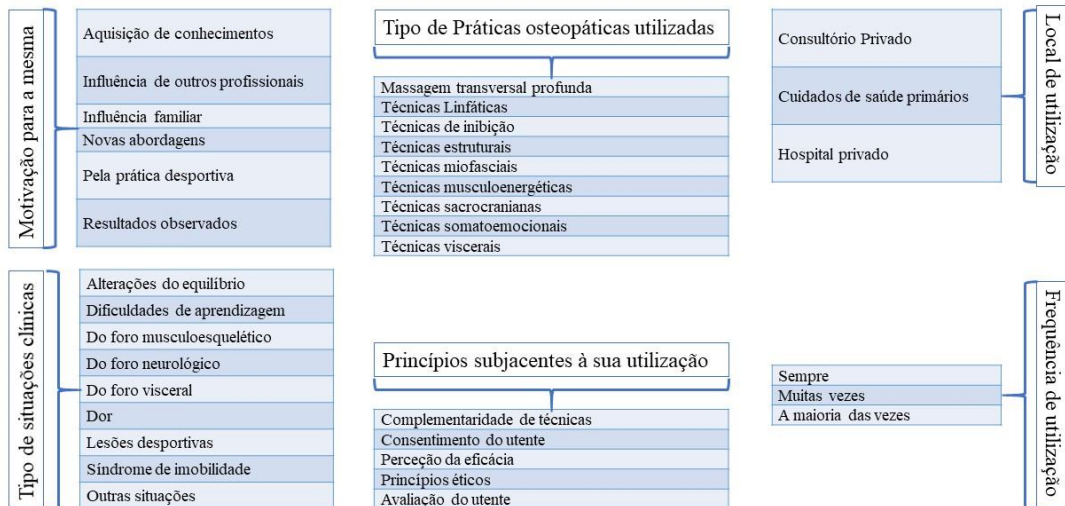 Motivação para a mesma
Aquisição de conhecimentos
Influência de outros profissionais
Influência familiar
Novas abordagens
Pela prática desportiva
Resultados observados
Tipo de Práticas osteopáticas utilizadas
Massagem transversal profunda
Técnicas Linfáticas
Técnicas de inibição
Técnicas estruturais
Técnicas miofasciais
Técnicas musculoenergéticas
Técnicas sacrocranianas
Técnicas somatoemocionais
Técnicas viscerais
Consultório Privado
Cuidados de saúde primários
Hospital privado
Local de utilização
Tipo de situações clínicas
Alterações do equilíbrio
Dificuldades de aprendizagem
Do foro musculoesquelético
Do foro neurológico
Do foro visceral
Dor
Lesões desportivas
Síndrome de imobilidade
Outras situações
Princípios subjacentes à sua utilização
Complementaridade de técnicas
Consentimento do utente
Perceção da eficácia
Princípios éticos
Avaliação do utente
Sempre
Muitas vezes
A maioria das vezes
Frequência de utilização